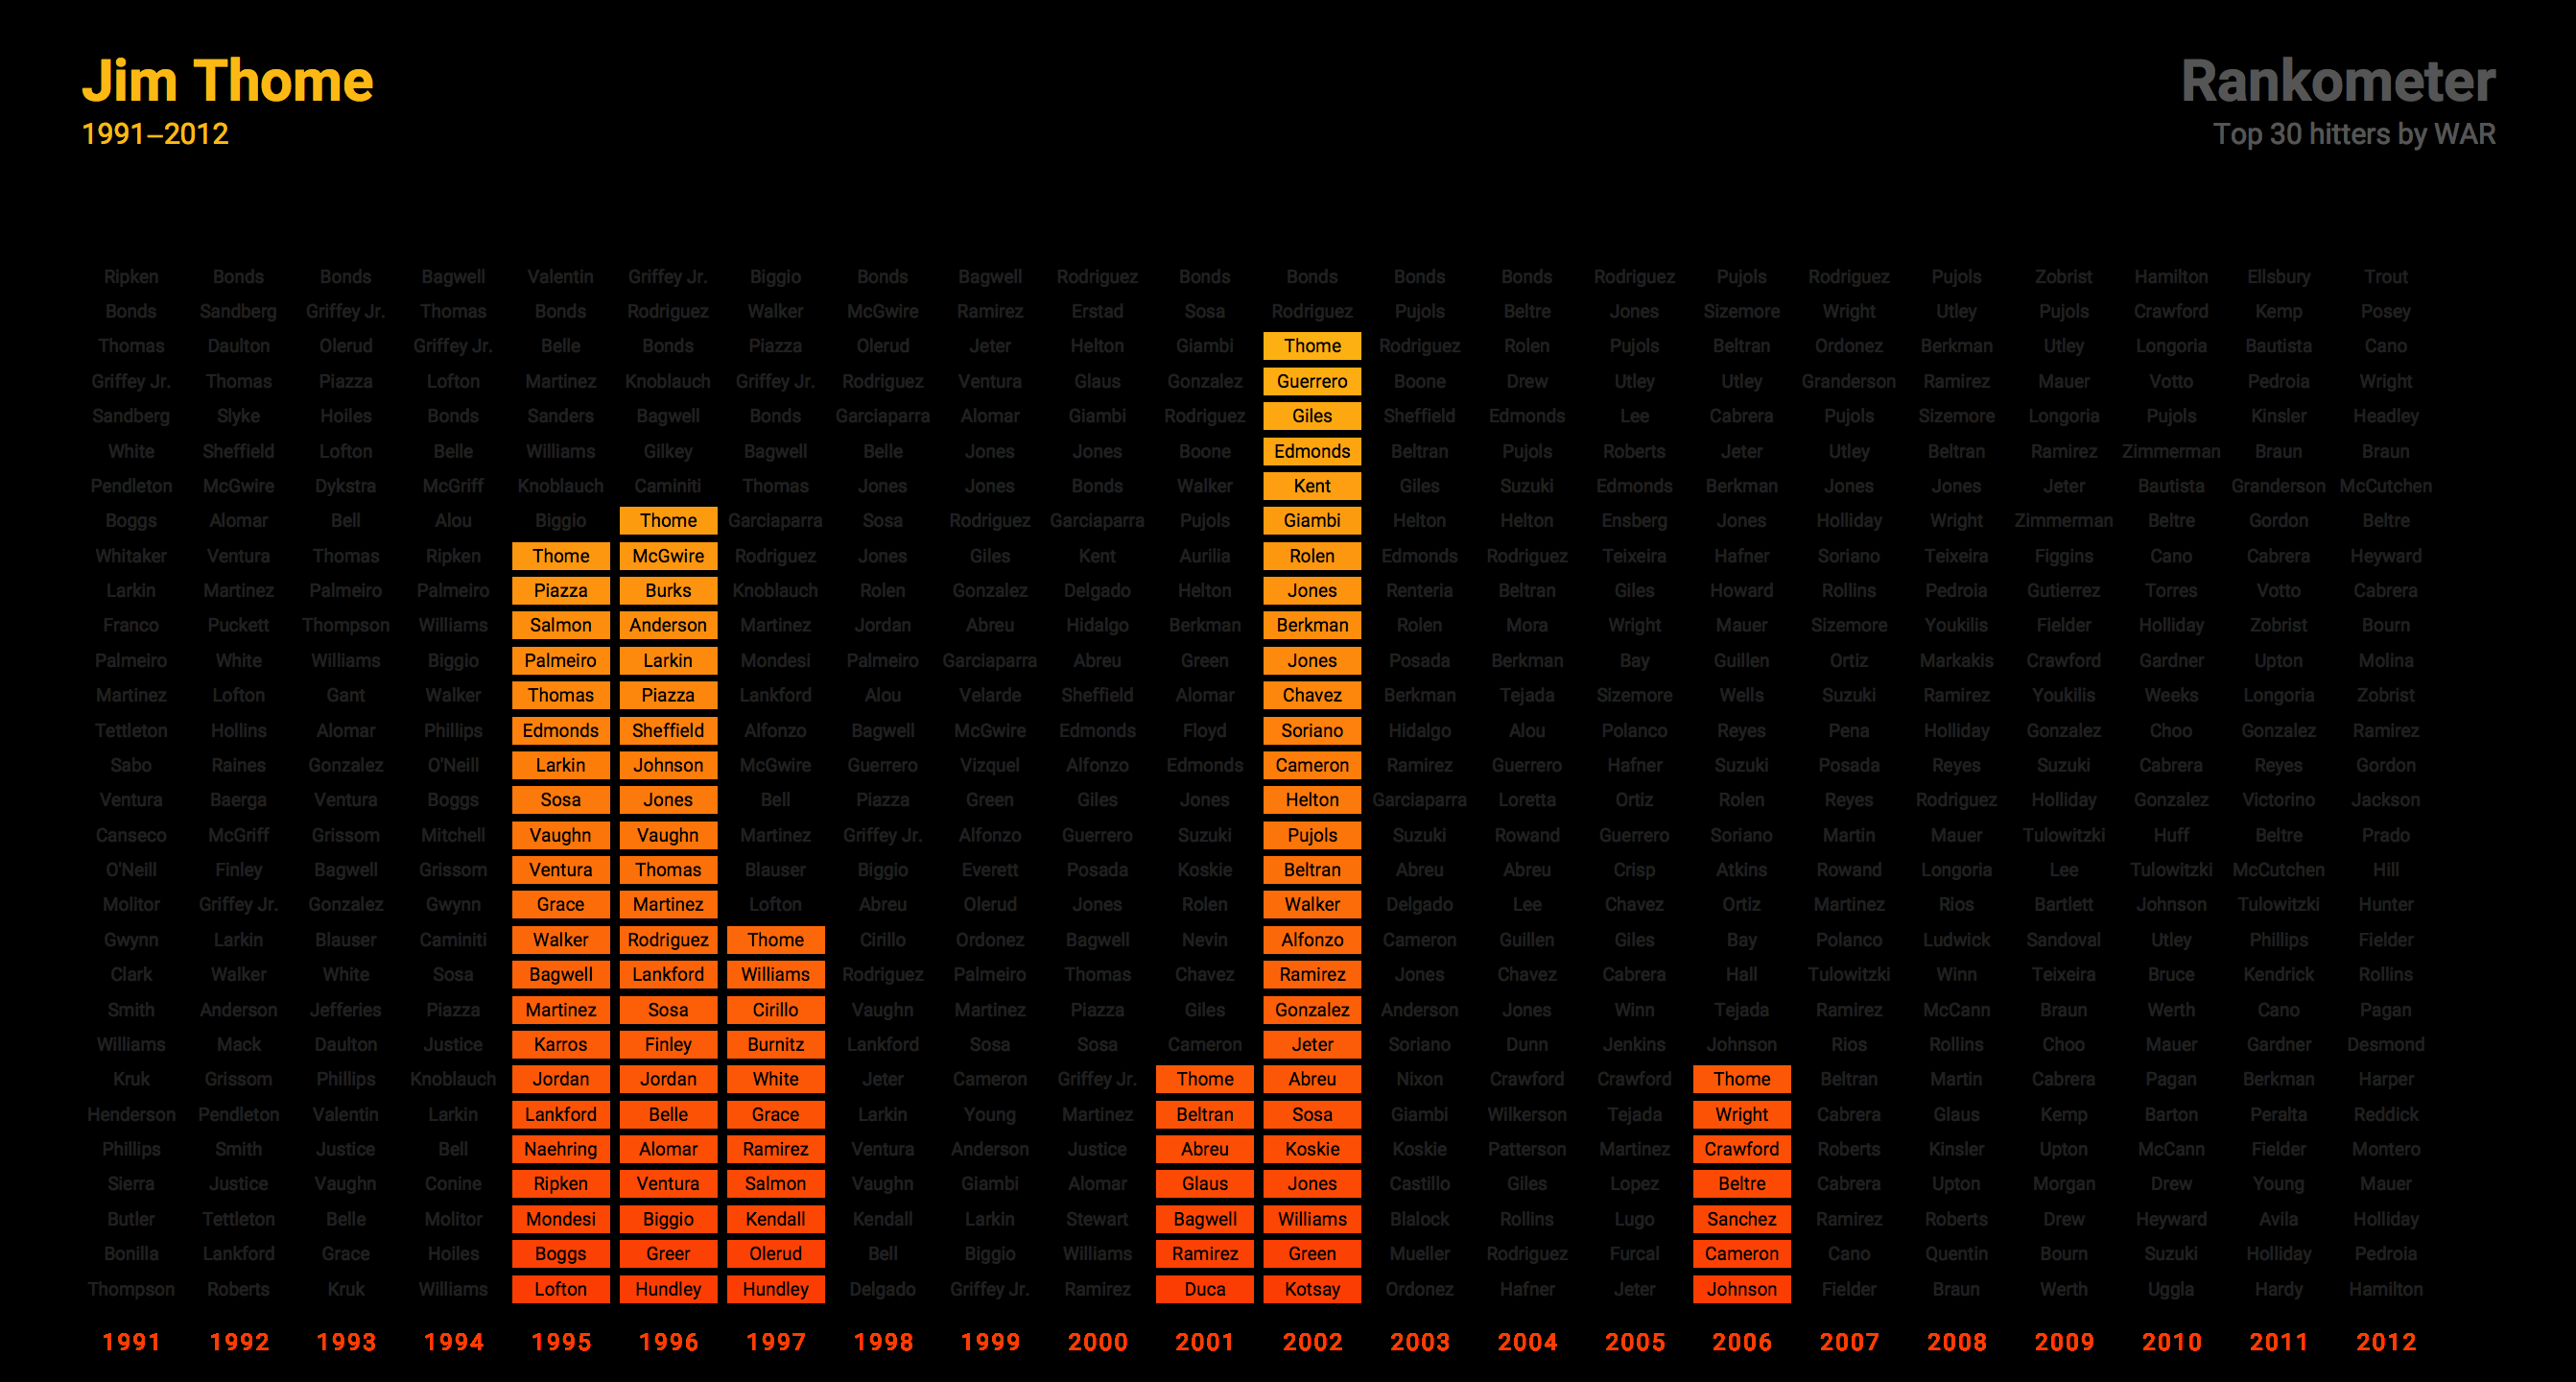 Jim Thome
1991–2012
Rankometer
Top 30 hitters by WAR
Ripken Bonds Bonds Bagwell Valentin Griffey Jr. Biggio Bonds Bagwell Rodriguez Bonds Bonds Bonds Bonds Rodriguez Pujols Rodriguez Pujols Zobrist Hamilton Ellsbury Trout
Bonds Sandberg Griffey Jr. Thomas Bonds Rodriguez Walker McGwire Ramirez Erstad Sosa Rodriguez Pujols Beltre Jones Sizemore Wright Utley Pujols Crawford Kemp Posey
Thomas Daulton Olerud Griffey Jr. Belle Bonds Piazza Olerud Jeter Helton Giambi Thome Rodriguez Rolen Pujols Beltran Ordonez Berkman Utley Longoria Bautista Cano
Griffey Jr. Thomas Piazza Lofton Martinez Knoblauch Griffey Jr. Rodriguez Ventura Glaus Gonzalez Guerrero Boone Drew Utley Utley Granderson Ramirez Mauer Votto Pedroia Wright
Sandberg Slyke Hoiles Bonds Sanders Bagwell Bonds Garciaparra Alomar Giambi Rodriguez Giles Sheffield Edmonds Lee Cabrera Pujols Sizemore Longoria Pujols Kinsler Headley
White Sheffield Lofton Belle Williams Gilkey Bagwell Belle Jones Jones Boone Edmonds Beltran Pujols Roberts Jeter Utley Beltran Ramirez Zimmerman Braun Braun
Pendleton McGwire Dykstra McGriff Knoblauch Caminiti Thomas Jones Jones Bonds Walker Kent Giles Suzuki Edmonds Berkman Jones Jones Jeter Bautista Granderson McCutchen
Boggs Alomar Bell Alou Biggio Thome Garciaparra Sosa Rodriguez Garciaparra Pujols Giambi Helton Helton Ensberg Jones Holliday Wright Zimmerman Beltre Gordon Beltre
Whitaker Ventura Thomas Ripken Thome McGwire Rodriguez Jones Giles Kent Aurilia Rolen Edmonds Rodriguez Teixeira Hafner Soriano Teixeira Figgins Cano Cabrera Heyward
Larkin Martinez Palmeiro Palmeiro Piazza Burks Knoblauch Rolen Gonzalez Delgado Helton Jones Renteria Beltran Giles Howard Rollins Pedroia Gutierrez Torres Votto Cabrera
Franco Puckett Thompson Williams Salmon Anderson Martinez Jordan Abreu Hidalgo Berkman Berkman Rolen Mora Wright Mauer Sizemore Youkilis Fielder Holliday Zobrist Bourn
Palmeiro White Williams Biggio Palmeiro Larkin Mondesi Palmeiro Garciaparra Abreu Green Jones Posada Berkman Bay Guillen Ortiz Markakis Crawford Gardner Upton Molina
Martinez Lofton Gant Walker Thomas Piazza Lankford Alou Velarde Sheffield Alomar Chavez Berkman Tejada Sizemore Wells Suzuki Ramirez Youkilis Weeks Longoria Zobrist
Tettleton Hollins Alomar Phillips Edmonds Sheffield Alfonzo Bagwell McGwire Edmonds Floyd Soriano Hidalgo Alou Polanco Reyes Pena Holliday Gonzalez Choo Gonzalez Ramirez
Sabo Raines Gonzalez O'Neill Larkin Johnson McGwire Guerrero Vizquel Alfonzo Edmonds Cameron Ramirez Guerrero Hafner Suzuki Posada Reyes Suzuki Cabrera Reyes Gordon
Ventura Baerga Ventura Boggs Sosa Jones Bell Piazza Green Giles Jones Helton Garciaparra Loretta Ortiz Rolen Reyes Rodriguez Holliday Gonzalez Victorino Jackson
Canseco McGriff Grissom Mitchell Vaughn Vaughn Martinez Griffey Jr. Alfonzo Guerrero Suzuki Pujols Suzuki Rowand Guerrero Soriano Martin Mauer Tulowitzki Huff Beltre Prado
O'Neill Finley Bagwell Grissom Ventura Thomas Blauser Biggio Everett Posada Koskie Beltran Abreu Abreu Crisp Atkins Rowand Longoria Lee Tulowitzki McCutchen Hill
Molitor Griffey Jr. Gonzalez Gwynn Grace Martinez Lofton Abreu Olerud Jones Rolen Walker Delgado Lee Chavez Ortiz Martinez Rios Bartlett Johnson Tulowitzki Hunter
Gwynn Larkin Blauser Caminiti Walker Rodriguez Thome Cirillo Ordonez Bagwell Nevin Alfonzo Cameron Guillen Giles Bay Polanco Ludwick Sandoval Utley Phillips Fielder
Clark Walker White Sosa Bagwell Lankford Williams Rodriguez Palmeiro Thomas Chavez Ramirez Jones Chavez Cabrera Hall Tulowitzki Winn Teixeira Bruce Kendrick Rollins
Smith Anderson Jefferies Piazza Martinez Sosa Cirillo Vaughn Martinez Piazza Giles Gonzalez Anderson Jones Winn Tejada Ramirez McCann Braun Werth Cano Pagan
Williams Mack Daulton Justice Karros Finley Burnitz Lankford Sosa Sosa Cameron Jeter Soriano Dunn Jenkins Johnson Rios Rollins Choo Mauer Gardner Desmond
Kruk Grissom Phillips Knoblauch Jordan Jordan White Jeter Cameron Griffey Jr. Thome Abreu Nixon Crawford Crawford Thome Beltran Martin Cabrera Pagan Berkman Harper
Henderson Pendleton Valentin Larkin Lankford Belle Grace Larkin Young Martinez Beltran Sosa Giambi Wilkerson Tejada Wright Cabrera Glaus Kemp Barton Peralta Reddick
Phillips Smith Justice Bell Naehring Alomar Ramirez Ventura Anderson Justice Abreu Koskie Koskie Patterson Martinez Crawford Roberts Kinsler Upton McCann Fielder Montero
Sierra Justice Vaughn Conine Ripken Ventura Salmon Vaughn Giambi Alomar Glaus Jones Castillo Giles Lopez Beltre Cabrera Upton Morgan Drew Young Mauer
Butler Tettleton Belle Molitor Mondesi Biggio Kendall Kendall Larkin Stewart Bagwell Williams Blalock Rollins Lugo Sanchez Ramirez Roberts Drew Heyward Avila Holliday
Bonilla Lankford Grace Hoiles Boggs Greer Olerud Bell Biggio Williams Ramirez Green Mueller Rodriguez Furcal Cameron Cano Quentin Bourn Suzuki Holliday Pedroia
Thompson Roberts Kruk Williams Lofton Hundley Hundley Delgado Griffey Jr. Ramirez Duca Kotsay Ordonez Hafner Jeter Johnson Fielder Braun Werth Uggla Hardy Hamilton
1991 1992 1993 1994 1995 1996 1997 1998 1999 2000 2001 2002 2003 2004 2005 2006 2007 2008 2009 2010 2011 2012